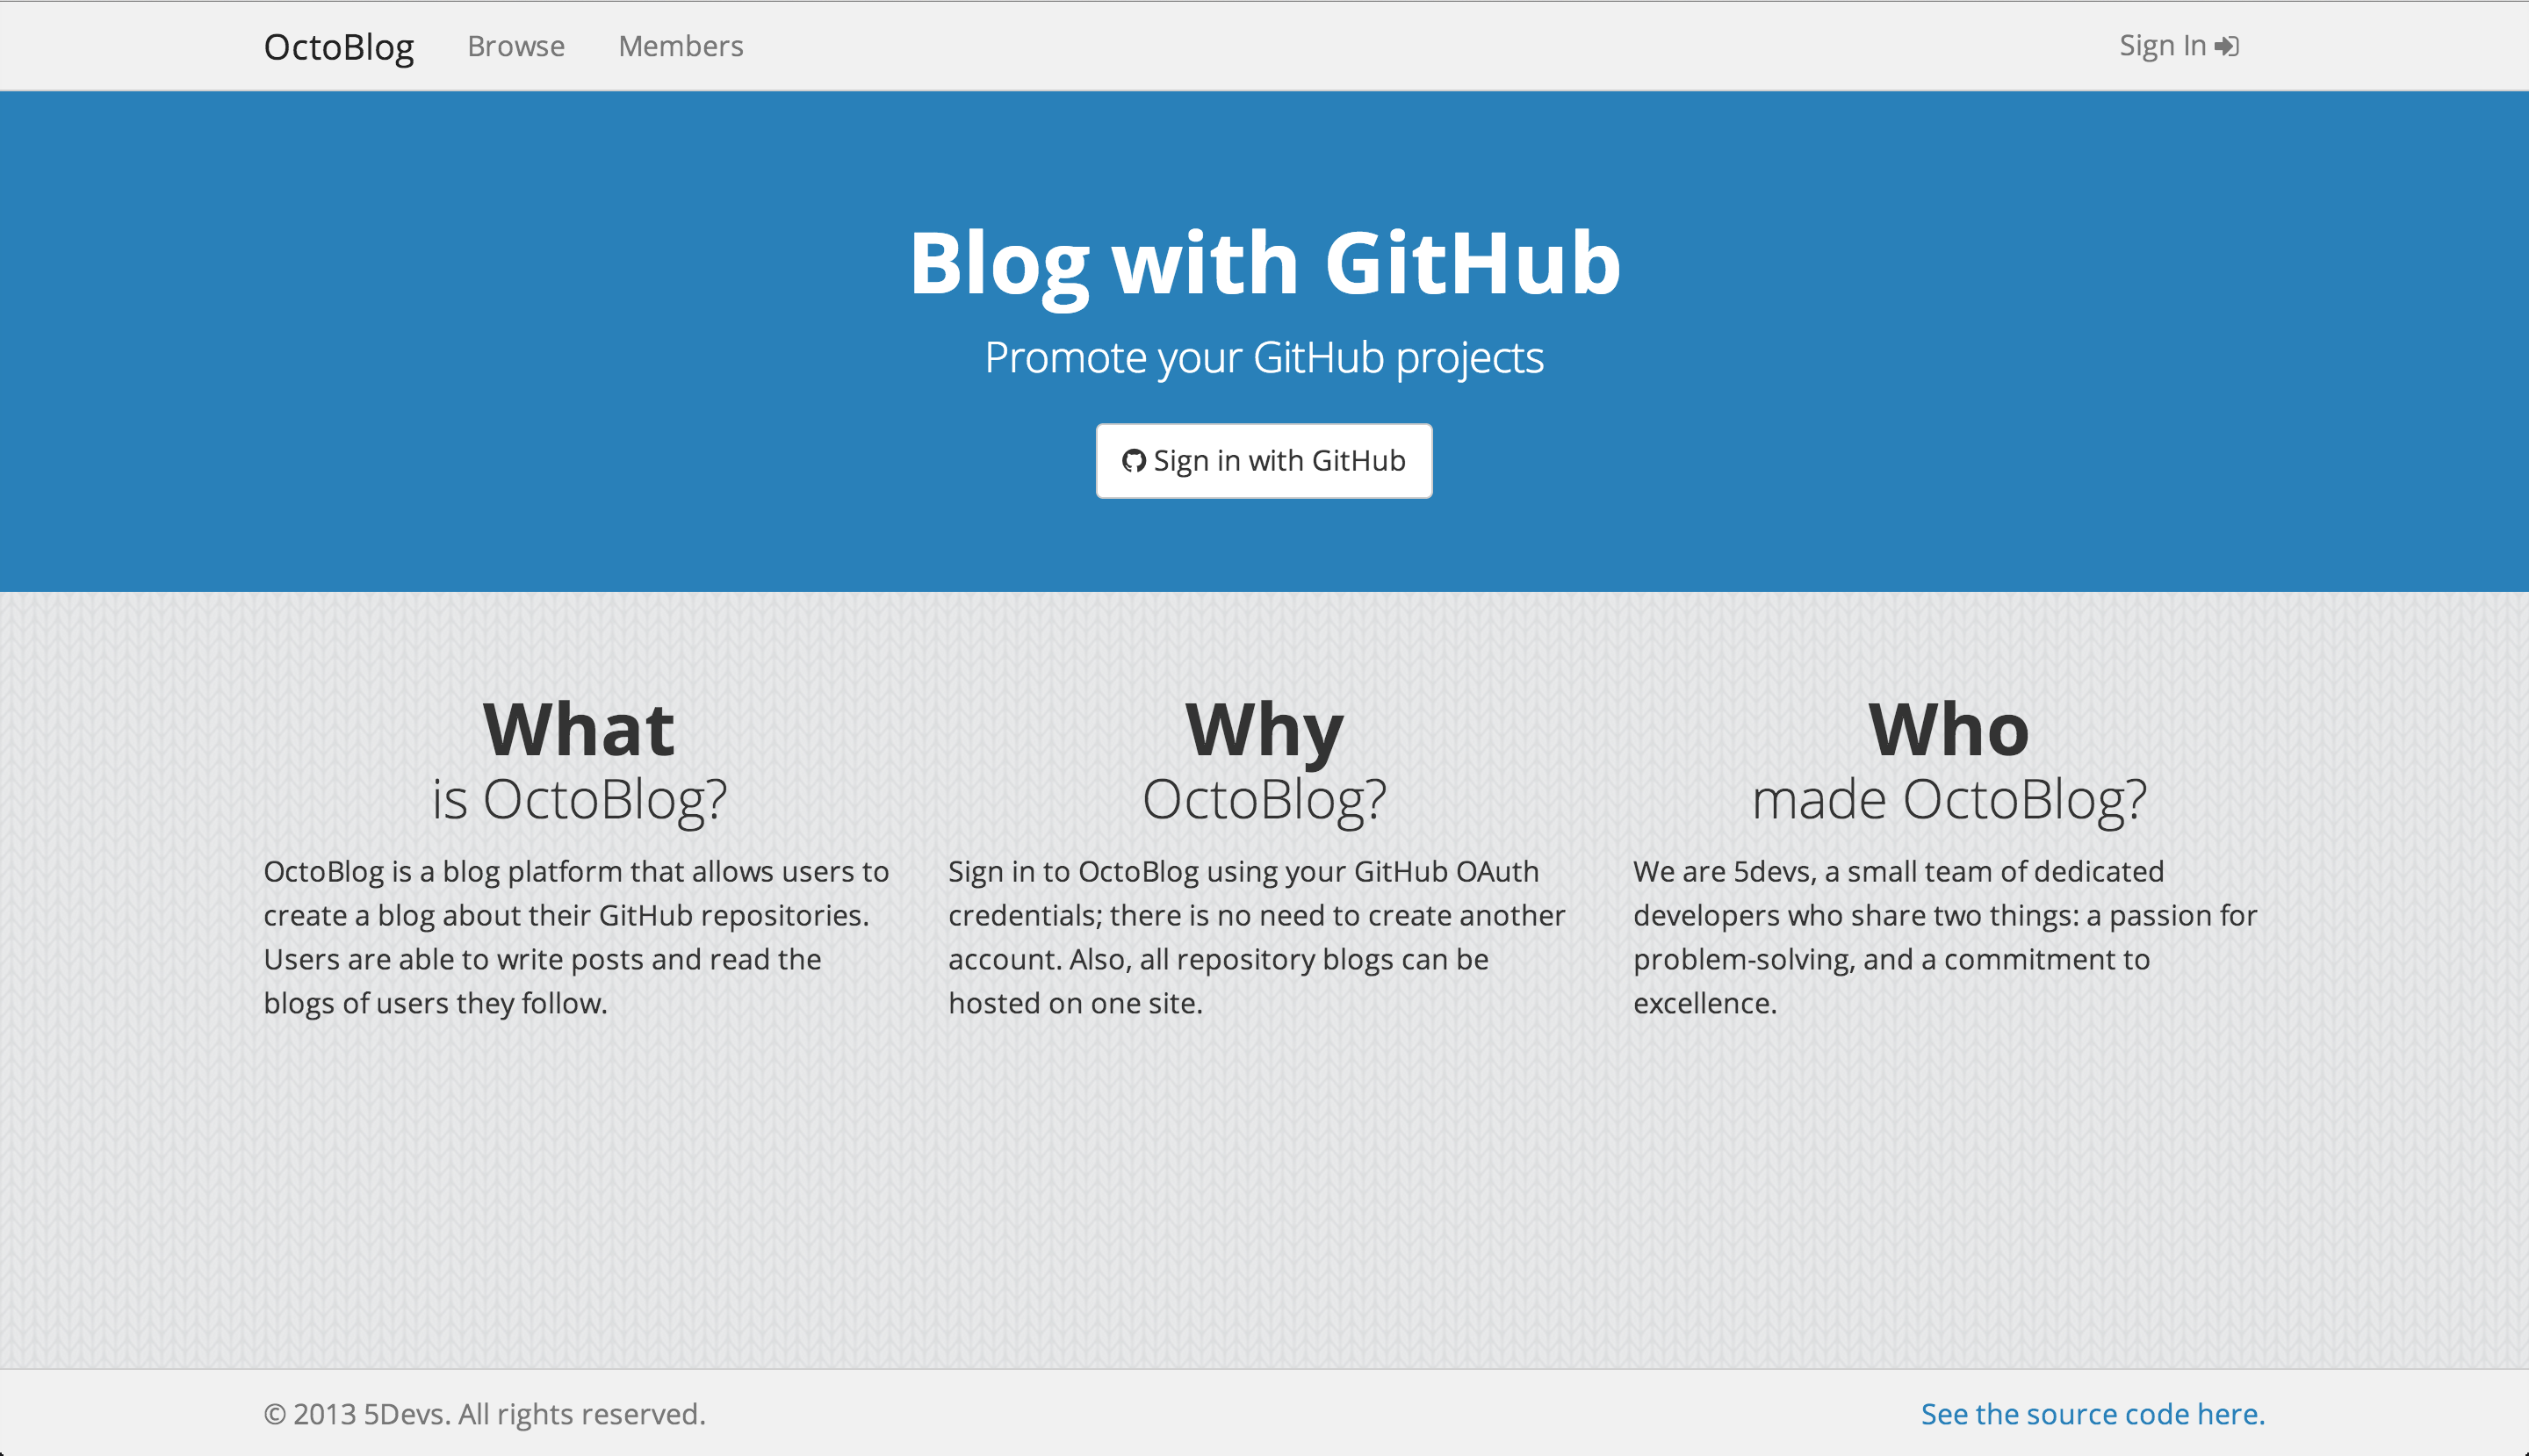 OctoBlog Browse Members Sign In
Blog with GitHub
Promote your GitHub projects
Sign in with GitHub
What
is OctoBlog?
OctoBlog is a blog platform that allows users to
create a blog about their GitHub repositories.
Users are able to write posts and read the
blogs of users they follow.
Why
OctoBlog?
Sign in to OctoBlog using your GitHub OAuth
credentials; there is no need to create another
account. Also, all repository blogs can be
hosted on one site.
Who
made OctoBlog?
We are 5devs, a small team of dedicated
developers who share two things: a passion for
problem-solving, and a commitment to
excellence.
© 2013 5Devs. All rights reserved. See the source code here.